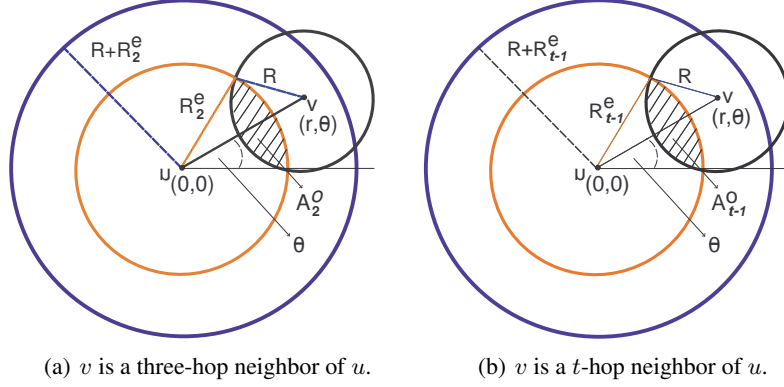 R+R₂ᵉ
R
R₂ᵉ
v
(r,θ)
u(0,0)
A₂ᴼ
θ
(a) v is a three-hop neighbor of u.
R+Rₜ₋₁ᵉ
R
Rₜ₋₁ᵉ
v
(r,θ)
u(0,0)
Aₜ₋₁ᴼ
θ
(b) v is a t-hop neighbor of u.